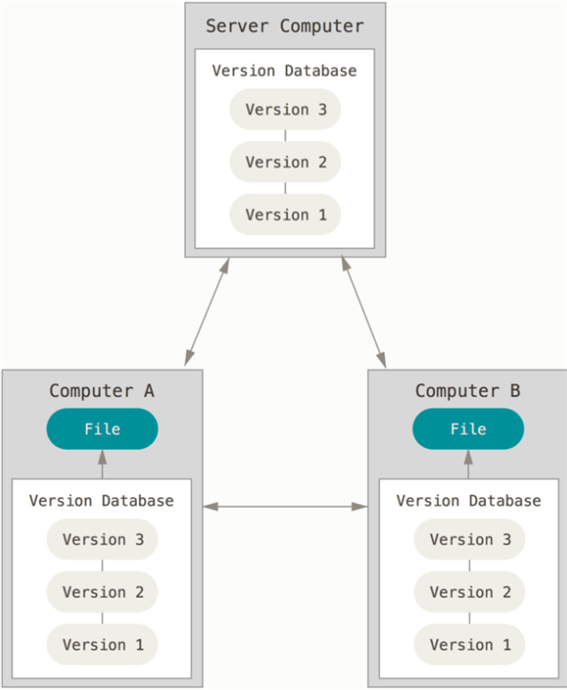 Server Computer
Version Database
Version 3
Version 2
Version 1
Computer A
File
Version Database
Version 3
Version 2
Version 1
Computer B
File
Version Database
Version 3
Version 2
Version 1